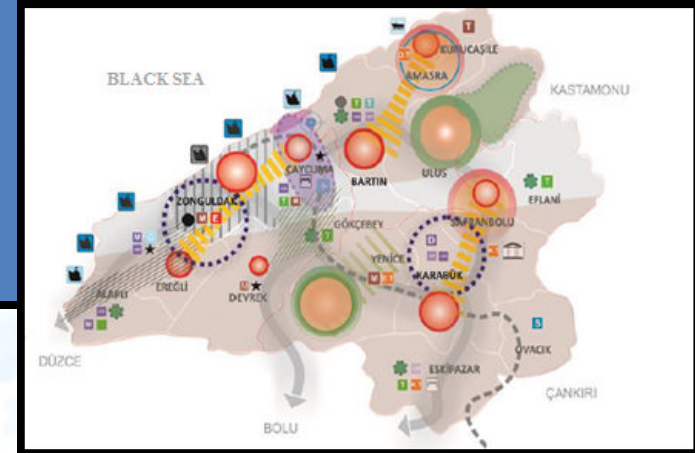 KURUCAŞİLE
AMASRA
BLACK SEA
KASTAMONU
ÇAYCUMA
BARTIN
ULUS
EFLANİ
ZONGULDAK
SAFRANBOLU
GÖKÇEBEY
YENİCE
KARABÜK
EREĞLİ
DEVREK
ALAPLI
OVACIK
DÜZCE
ESKİPAZAR
ÇANKIRI
BOLU